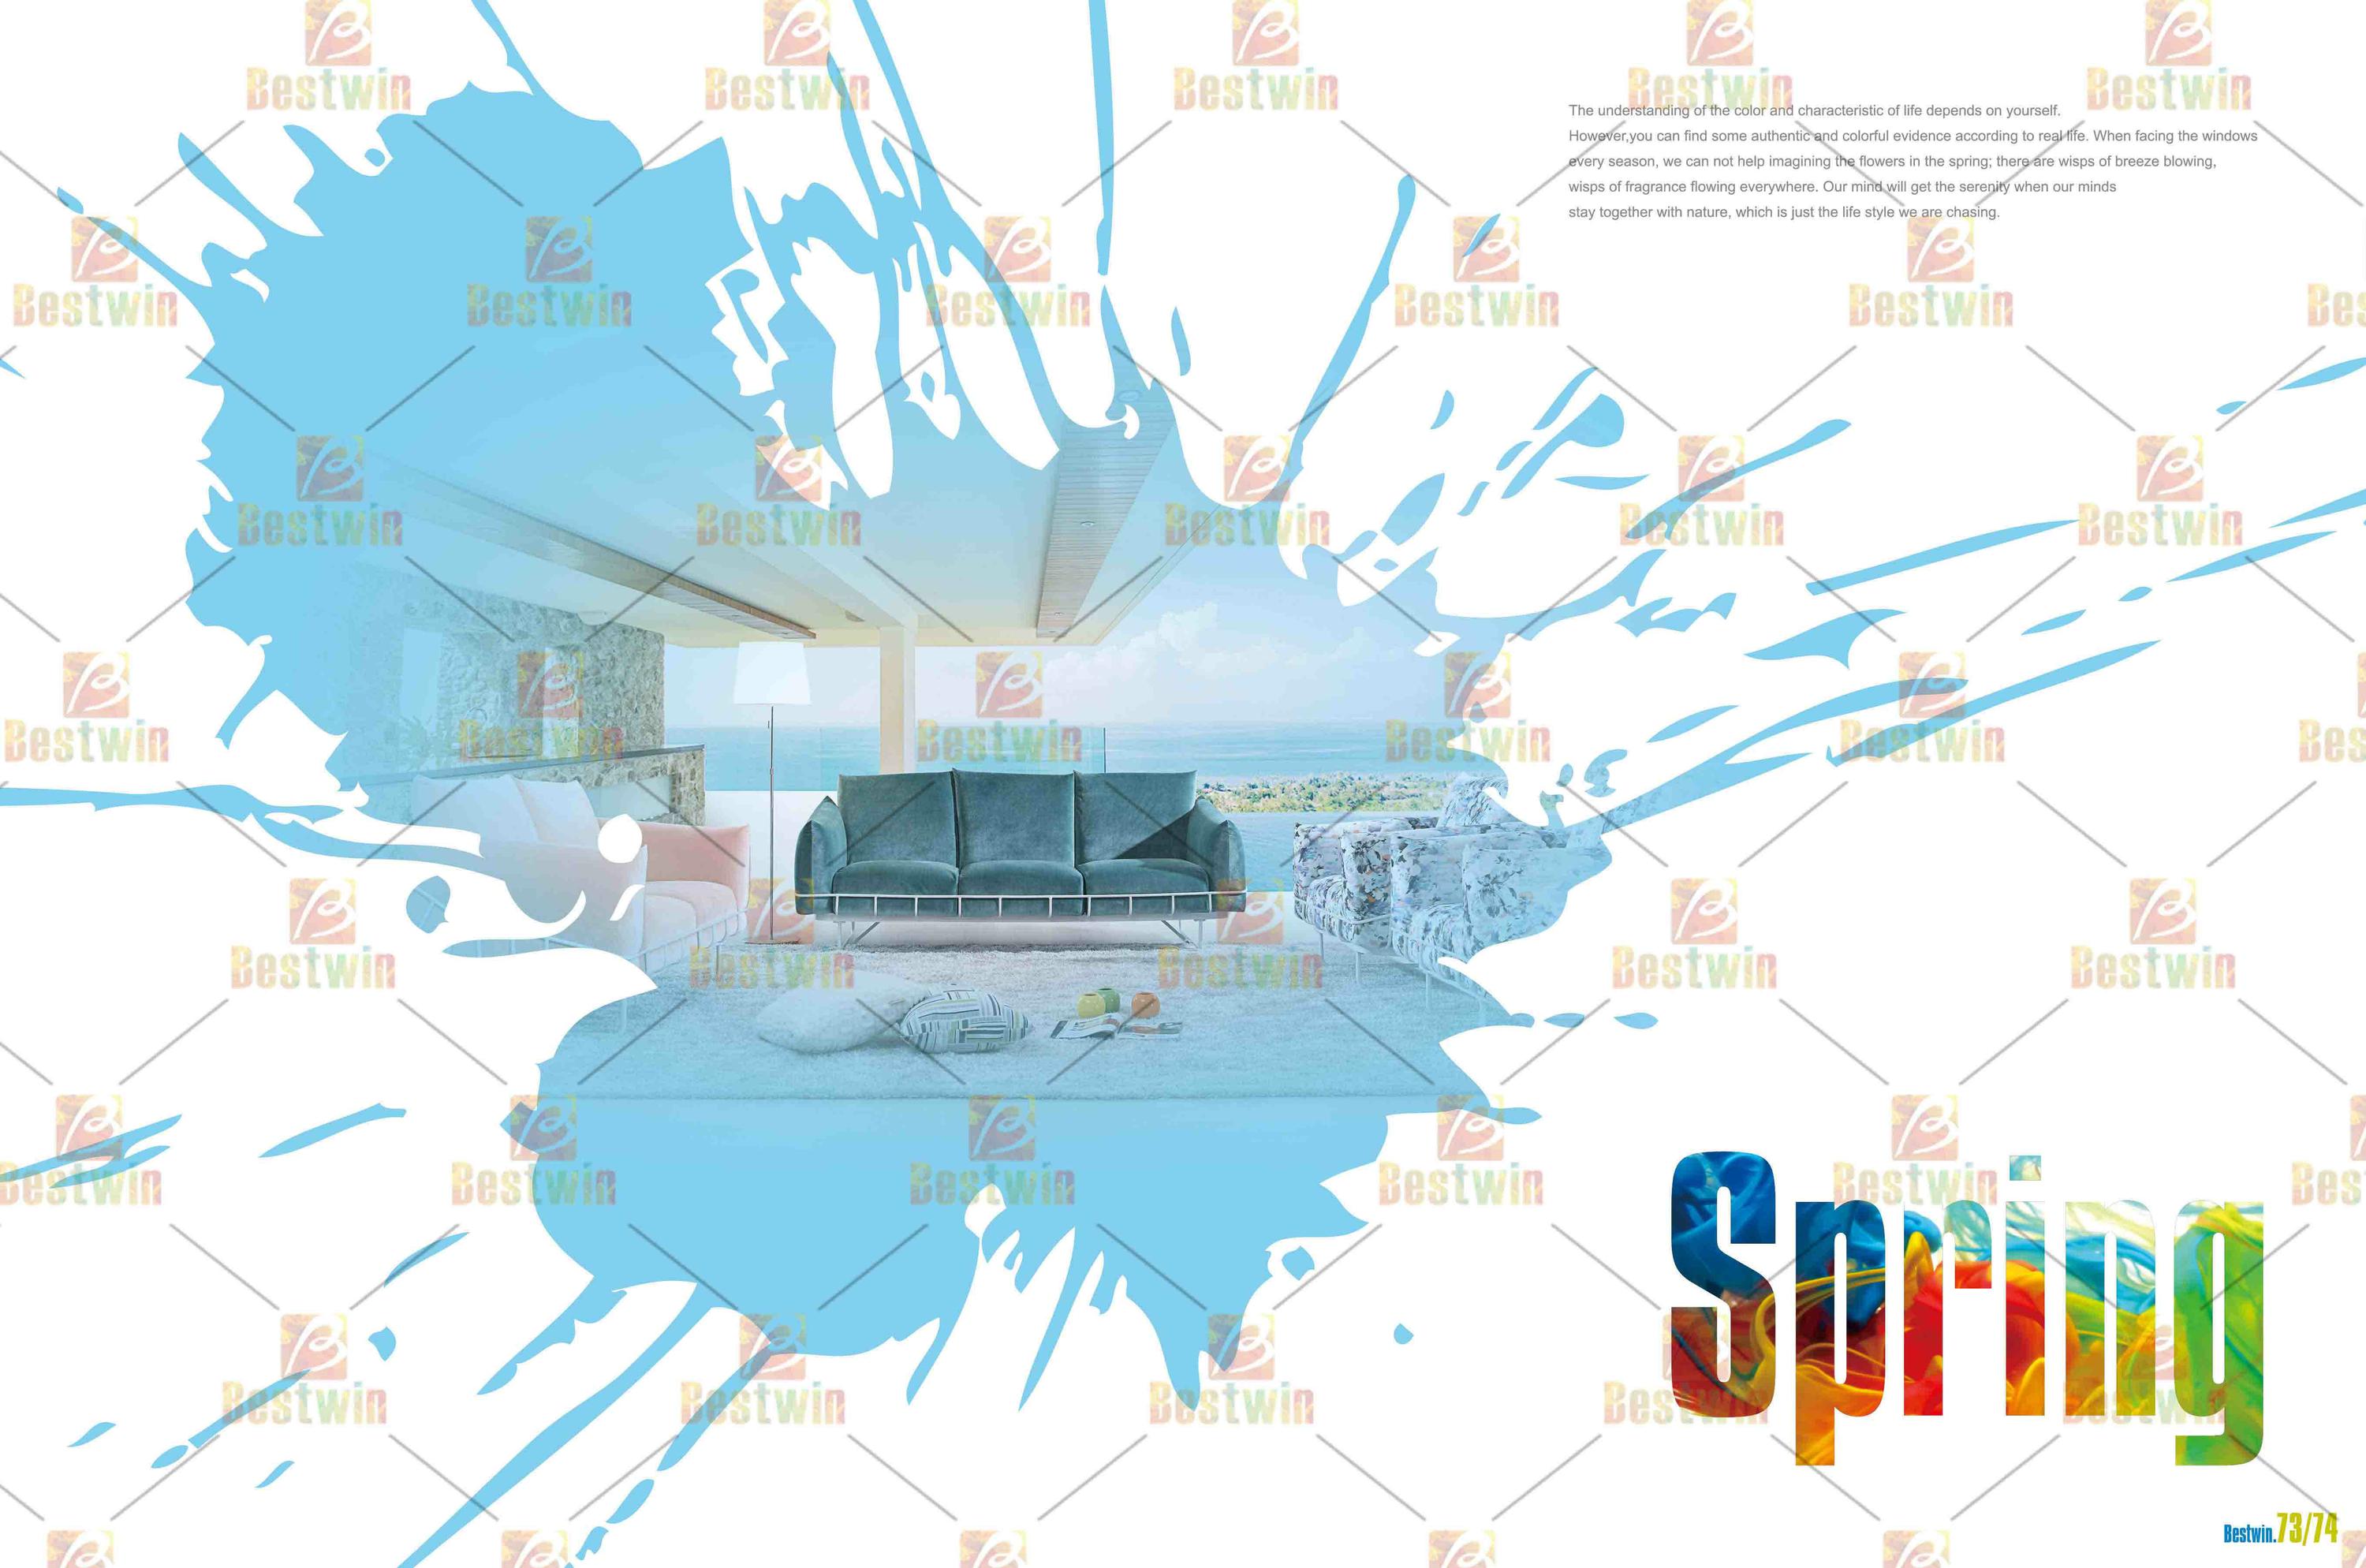 The understanding of the color and characteristic of life depends on yourself.
However,you can find some authentic and colorful evidence according to real life. When facing the windows
every season, we can not help imagining the flowers in the spring; there are wisps of breeze blowing,
wisps of fragrance flowing everywhere. Our mind will get the serenity when our minds
stay together with nature, which is just the life style we are chasing.
Spring
Bestwin.73/74
Bestwin